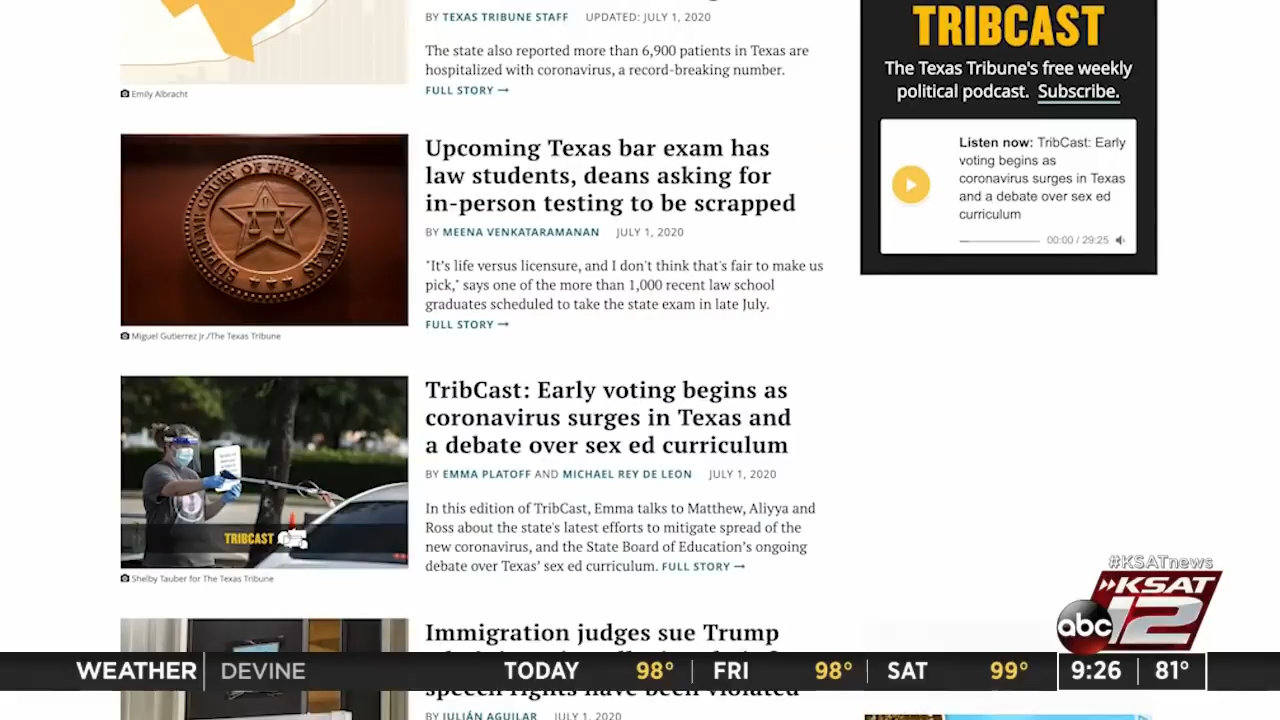 BY TEXAS TRIBUNE STAFF UPDATED: JULY 1, 2020
The state also reported more than 6,900 patients in Texas are
hospitalized with coronavirus, a record-breaking number.
FULL STORY →
Emily Albracht
SUPREME COURT OF THE STATE OF TEXAS
Upcoming Texas bar exam has
law students, deans asking for
in-person testing to be scrapped
BY MEENA VENKATARAMANAN JULY 1, 2020
"It's life versus licensure, and I don't think that's fair to make us
pick," says one of the more than 1,000 recent law school
graduates scheduled to take the state exam in late July.
FULL STORY →
Miguel Gutierrez Jr./The Texas Tribune
TRIBCAST
TribCast: Early voting begins as
coronavirus surges in Texas and
a debate over sex ed curriculum
BY EMMA PLATOFF AND MICHAEL REY DE LEON JULY 1, 2020
In this edition of TribCast, Emma talks to Matthew, Aliyya and
Ross about the state's latest efforts to mitigate spread of the
new coronavirus, and the State Board of Education's ongoing
debate over Texas' sex ed curriculum. FULL STORY →
Shelby Tauber for The Texas Tribune
Immigration judges sue Trump
speech rights have been violated
BY JULIÁN AGUILAR JULY 1, 2020
TRIBCAST
The Texas Tribune's free weekly
political podcast. Subscribe.
Listen now: TribCast: Early
voting begins as
coronavirus surges in Texas
and a debate over sex ed
curriculum
00:00 / 29:25
#KSATnews
KSAT
abc 12
WEATHER DEVINE TODAY 98° FRI 98° SAT 99° 9:26 81°